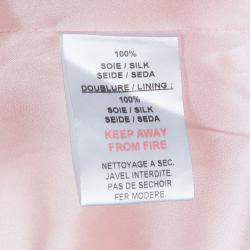 100%
SOIE / SILK
SEIDE / SEDA
DOUBLURE / LINING :
100%
SOIE / SILK
SEIDE / SEDA
KEEP AWAY
FROM FIRE
NETTOYAGE A SEC.
JAVEL INTERDITE.
PAS DE SECHOIR
FER MODERE.